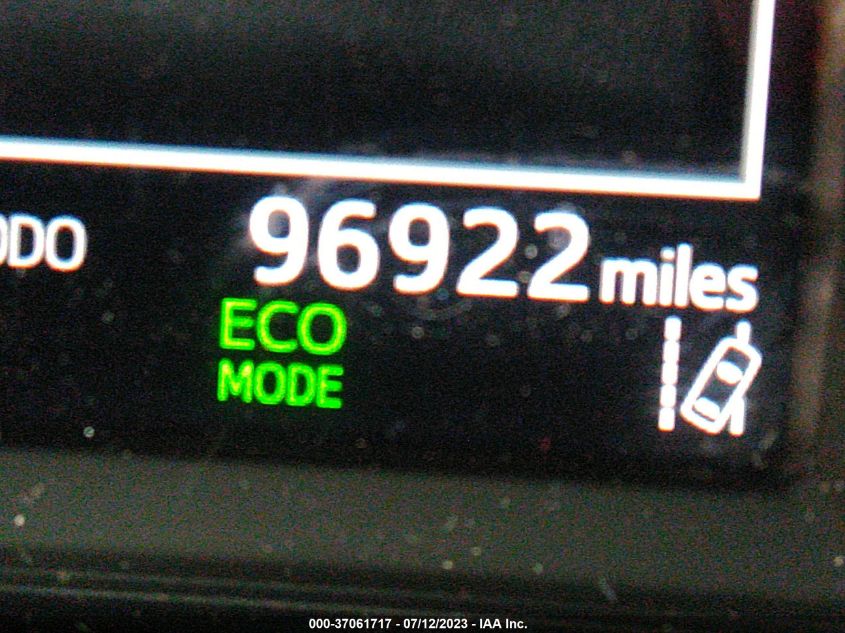 ODO 96922 miles
ECO
MODE
000-37061717 - 07/12/2023 - IAA Inc.